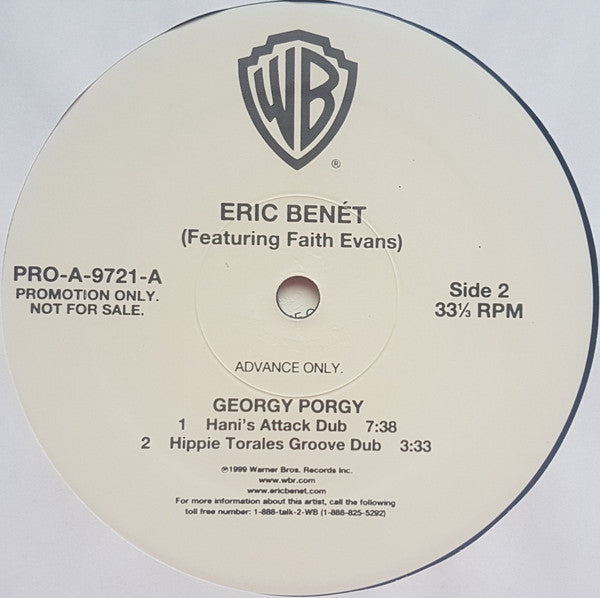 WB
®
ERIC BENÉT
(Featuring Faith Evans)
PRO-A-9721-A
PROMOTION ONLY.
NOT FOR SALE.
Side 2
33⅓ RPM
ADVANCE ONLY.
GEORGY PORGY
1 Hani's Attack Dub 7:38
2 Hippie Torales Groove Dub 3:33
℗1999 Warner Bros. Records Inc.
www.wbr.com
www.ericbenet.com
For more information about this artist, call the following
toll free number: 1-888-talk-2-WB (1-888-825-5292)